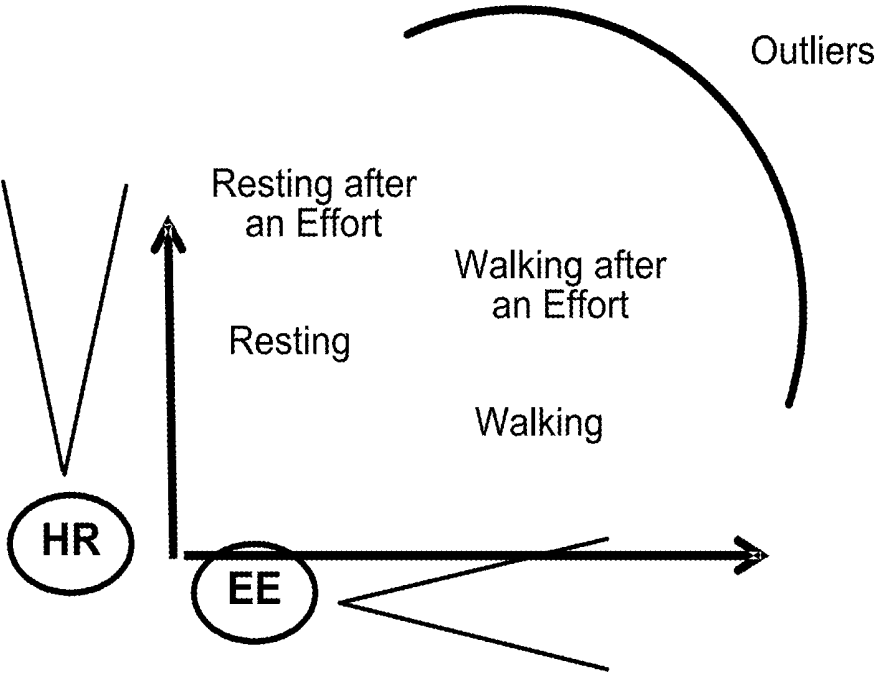 Outliers
Resting after
an Effort
Walking after
an Effort
Resting
Walking
HR
EE